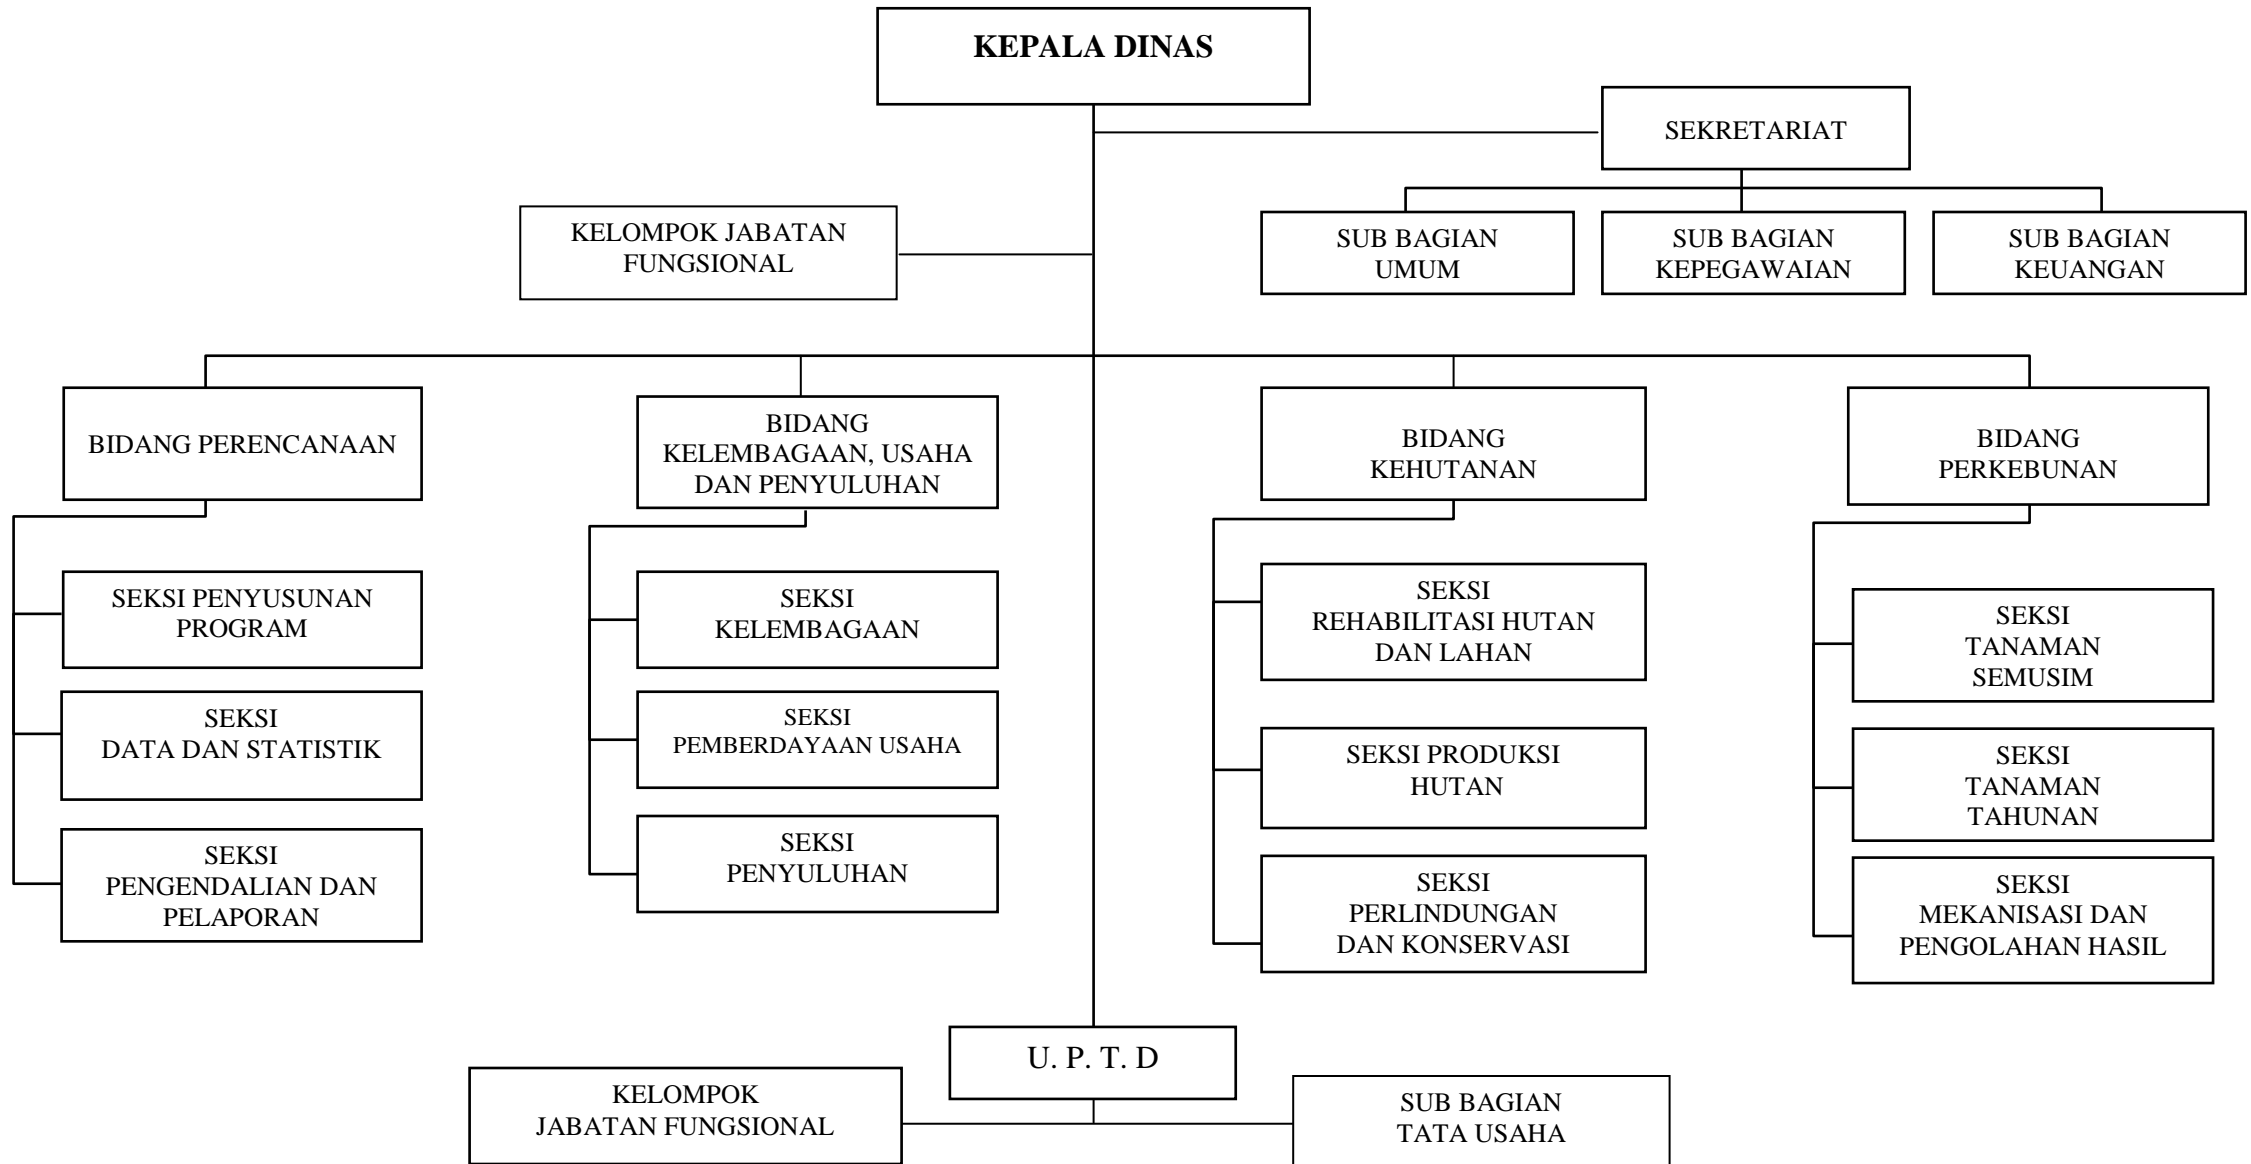 KEPALA DINAS
SEKRETARIAT
KELOMPOK JABATAN
FUNGSIONAL
SUB BAGIAN
UMUM
SUB BAGIAN
KEPEGAWAIAN
SUB BAGIAN
KEUANGAN
BIDANG PERENCANAAN
BIDANG
KELEMBAGAAN, USAHA
DAN PENYULUHAN
BIDANG
KEHUTANAN
BIDANG
PERKEBUNAN
SEKSI PENYUSUNAN
PROGRAM
SEKSI
DATA DAN STATISTIK
SEKSI
PENGENDALIAN DAN
PELAPORAN
SEKSI
KELEMBAGAAN
SEKSI
PEMBERDAYAAN USAHA
SEKSI
PENYULUHAN
SEKSI
REHABILITASI HUTAN
DAN LAHAN
SEKSI PRODUKSI
HUTAN
SEKSI
PERLINDUNGAN
DAN KONSERVASI
SEKSI
TANAMAN
SEMUSIM
SEKSI
TANAMAN
TAHUNAN
SEKSI
MEKANISASI DAN
PENGOLAHAN HASIL
U. P. T. D
KELOMPOK
JABATAN FUNGSIONAL
SUB BAGIAN
TATA USAHA